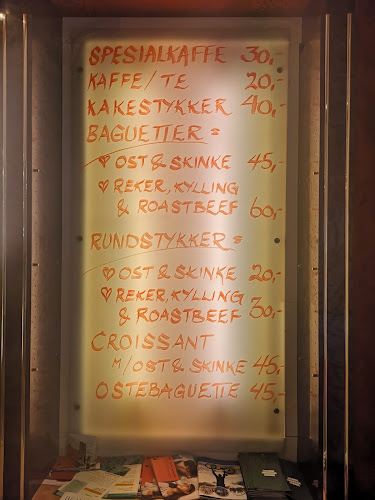 SPESIALKAFFE 30,-
KAFFE/TE 20,-
KAKESTYKKER 40,-
BAGUETTER =
♡ OST & SKINKE 45,-
♡ REKER, KYLLING
& ROASTBEEF 60,-
RUNDSTYKKER =
♡ OST & SKINKE 20,-
♡ REKER, KYLLING
& ROASTBEEF 30,-
CROISSANT
M/OST & SKINKE 45,-
OSTEBAGUETTE 45,-